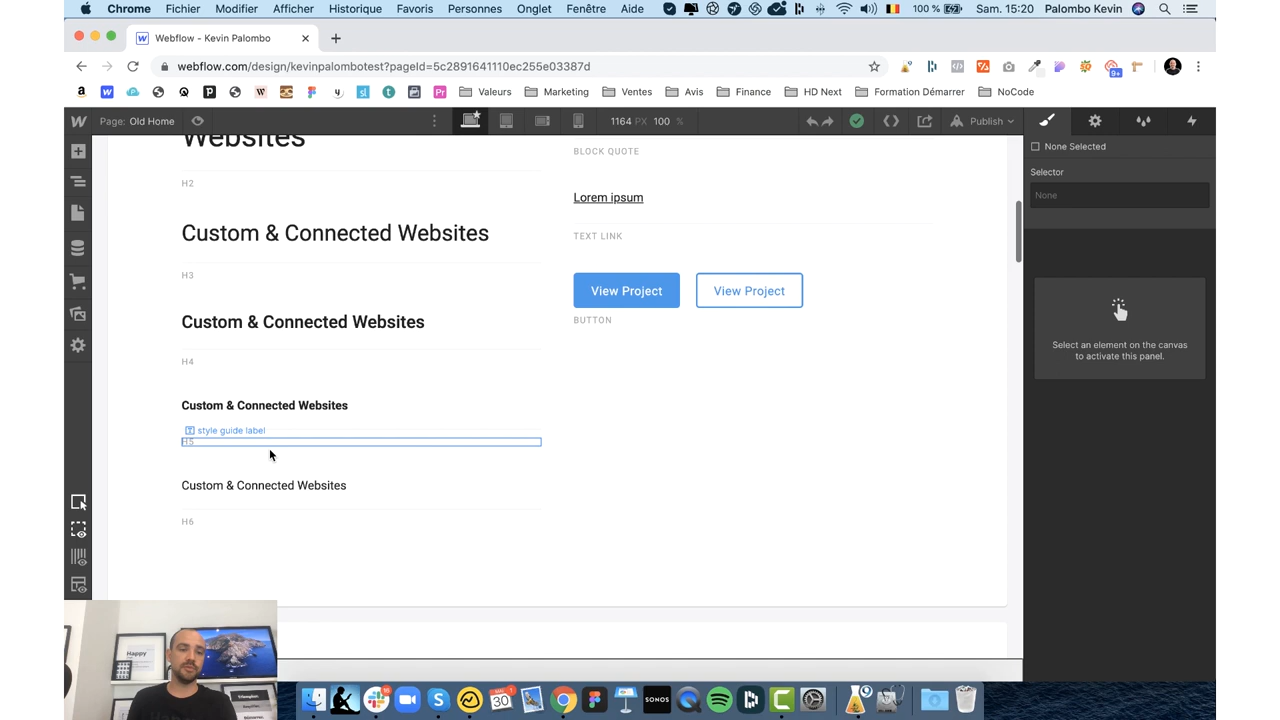 Chrome Fichier Modifier Afficher Historique Favoris Personnes Onglet Fenêtre Aide 100 % Sam. 15:20 Palombo Kevin
Webflow - Kevin Palombo
webflow.com/design/kevinpalombotest?pageId=5c2891641110ec255e03387d
9+
Valeurs Marketing Ventes Avis Finance HD Next Formation Démarrer NoCode
Page: Old Home 1164 PX 100 % Publish
None Selected
Selector
None
Select an element on the canvas
to activate this panel.
Websites
H2
Custom & Connected Websites
H3
Custom & Connected Websites
H4
Custom & Connected Websites
style guide label
H5
Custom & Connected Websites
H6
BLOCK QUOTE
Lorem ipsum
TEXT LINK
View Project View Project
BUTTON
Happy
30
SONOS